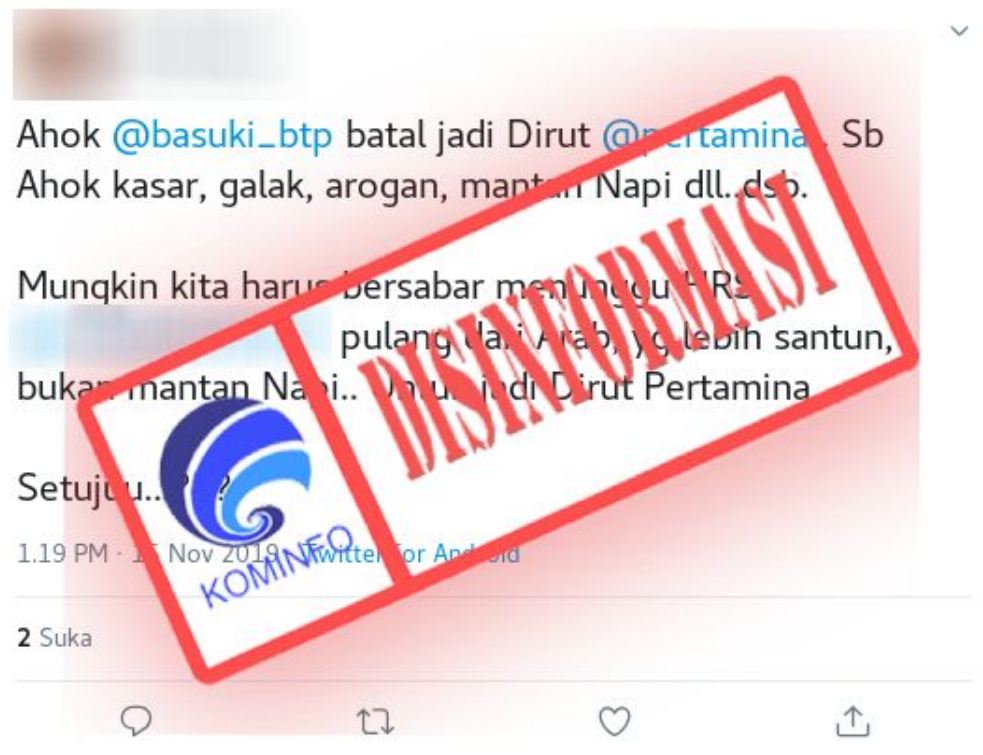 Ahok @basuki_btp batal jadi Dirut @pertamina. Sb
Ahok kasar, galak, arogan, mantan Napi dll..dsb.
Mungkin kita harus bersabar menunggu HRS
pulang dari Arab, yg lebih santun,
bukan mantan Napi.. Untuk jadi Dirut Pertamina
Setujuu..
1.19 PM · 15 Nov 2019 · Twitter for Android
DISINFORMASI
KOMINFO
2 Suka